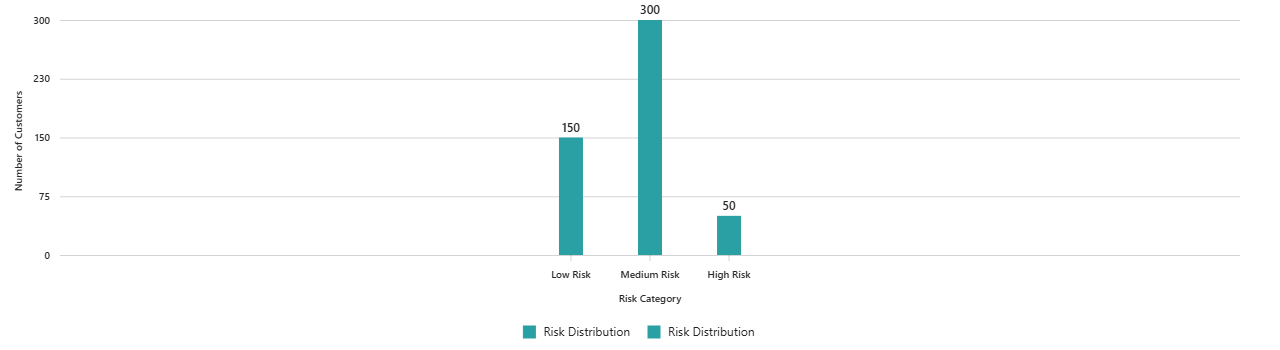 300
300
230
Number of Customers
150
150
75
50
0
Low Risk Medium Risk High Risk
Risk Category
Risk Distribution Risk Distribution